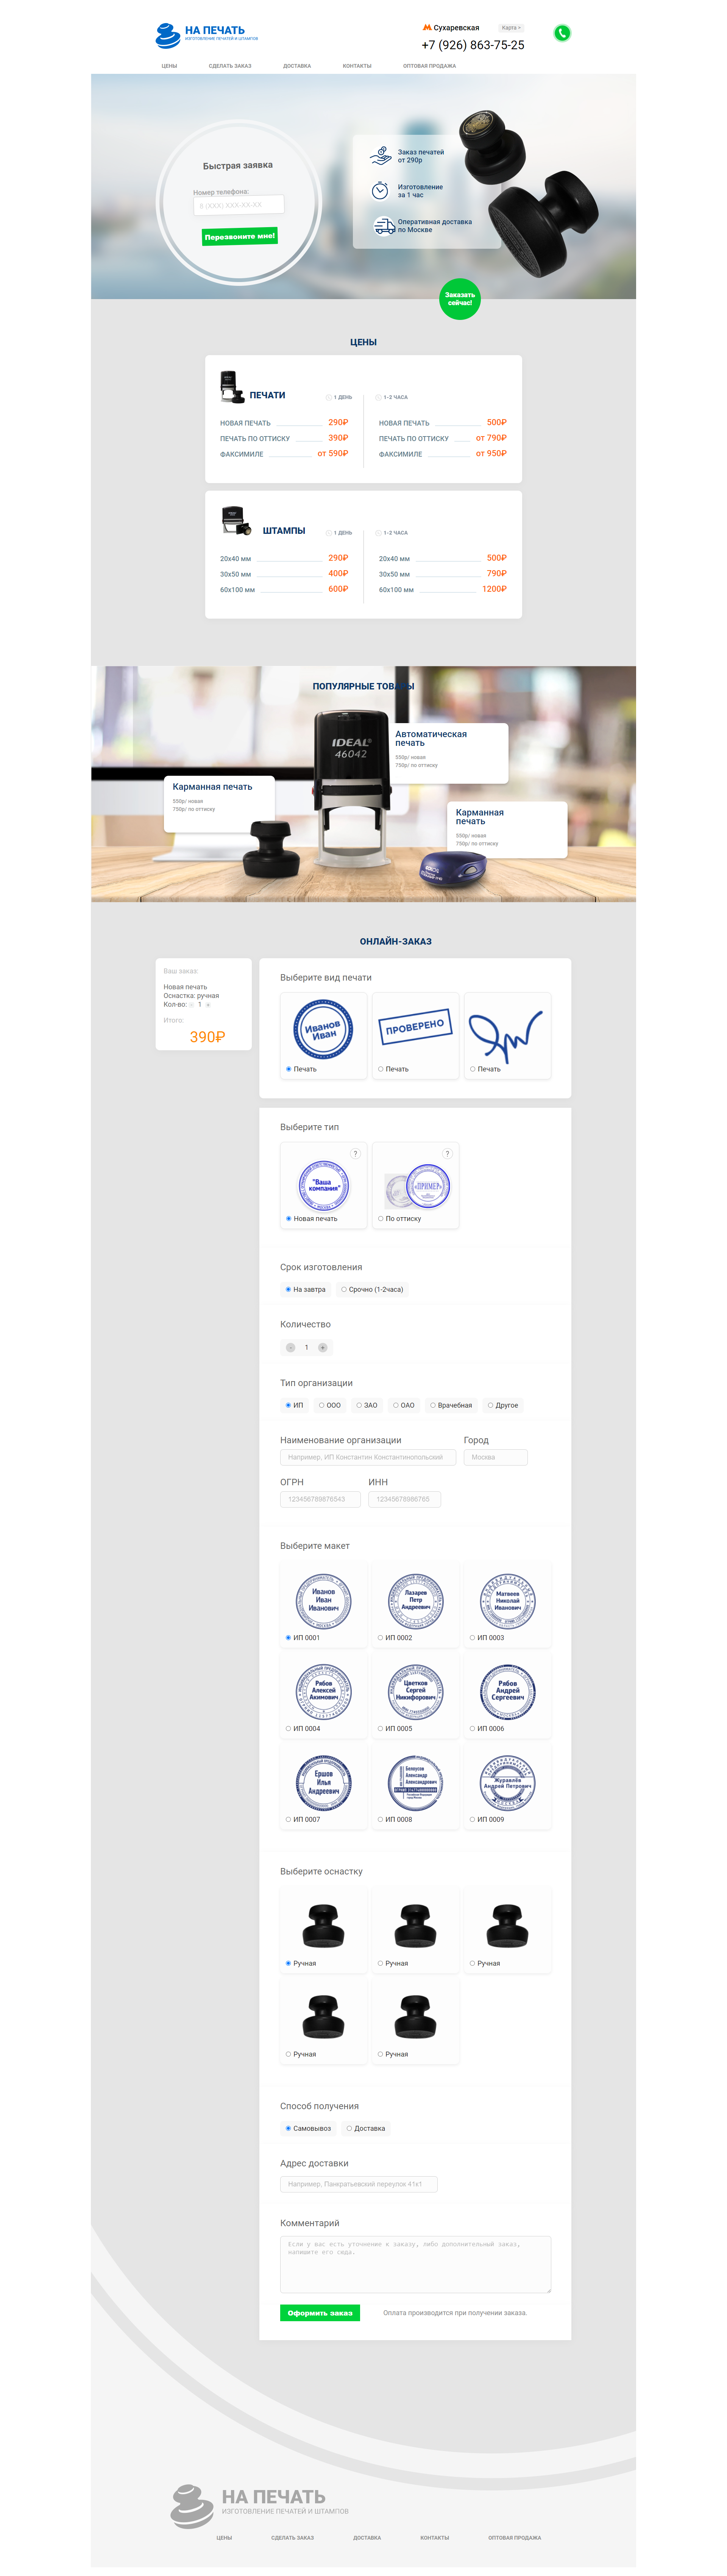 НА ПЕЧАТЬ
ИЗГОТОВЛЕНИЕ ПЕЧАТЕЙ И ШТАМПОВ
Сухаревская
Карта >
+7 (926) 863-75-25
ЦЕНЫ
СДЕЛАТЬ ЗАКАЗ
ДОСТАВКА
КОНТАКТЫ
ОПТОВАЯ ПРОДАЖА
Быстрая заявка
Номер телефона:
8 (XXX) XXX-XX-XX
Перезвоните мне!
Заказ печатей
от 290р
Изготовление
за 1 час
Оперативная доставка
по Москве
Заказать
сейчас!
ЦЕНЫ
ПЕЧАТИ
1 ДЕНЬ
1-2 ЧАСА
НОВАЯ ПЕЧАТЬ 290₽
ПЕЧАТЬ ПО ОТТИСКУ 390₽
ФАКСИМИЛЕ от 590₽
НОВАЯ ПЕЧАТЬ 500₽
ПЕЧАТЬ ПО ОТТИСКУ от 790₽
ФАКСИМИЛЕ от 950₽
ШТАМПЫ
1 ДЕНЬ
1-2 ЧАСА
20х40 мм 290₽
30х50 мм 400₽
60х100 мм 600₽
20х40 мм 500₽
30х50 мм 790₽
60х100 мм 1200₽
ПОПУЛЯРНЫЕ ТОВАРЫ
IDEAL
46042
Автоматическая
печать
550р/ новая
750р/ по оттиску
Карманная печать
550р/ новая
750р/ по оттиску
Карманная
печать
550р/ новая
750р/ по оттиску
ОНЛАЙН-ЗАКАЗ
Ваш заказ:
Новая печать
Оснастка: ручная
Кол-во: - 1 +
Итого:
390₽
Выберите вид печати
Иванов
Иван
ПРОВЕРЕНО
Печать
Печать
Печать
Выберите тип
?
?
"Ваша
компания"
«ПРИМЕР»
Новая печать
По оттиску
Срок изготовления
На завтра
Срочно (1-2часа)
Количество
- 1 +
Тип организации
ИП
ООО
ЗАО
ОАО
Врачебная
Другое
Наименование организации
Город
Например, ИП Константин Константинопольский
Москва
ОГРН
ИНН
123456789876543
12345678986765
Выберите макет
Иванов
Иван
Иванович
Лазарев
Петр
Андреевич
Матвеев
Николай
Иванович
ИП 0001
ИП 0002
ИП 0003
Рябов
Алексей
Акимович
Цветков
Сергей
Никифорович
Рябов
Андрей
Сергеевич
ИП 0004
ИП 0005
ИП 0006
Ершов
Илья
Андреевич
Белоусов
Александр
Александрович
Журавлёв
Андрей Петрович
ИП 0007
ИП 0008
ИП 0009
Выберите оснастку
Ручная
Ручная
Ручная
Ручная
Ручная
Способ получения
Самовывоз
Доставка
Адрес доставки
Например, Панкратьевский переулок 41к1
Комментарий
Если у вас есть уточнения к заказу, либо дополнительный заказ,
напишите его сюда.
Оформить заказ
Оплата производится при получении заказа.
НА ПЕЧАТЬ
ИЗГОТОВЛЕНИЕ ПЕЧАТЕЙ И ШТАМПОВ
ЦЕНЫ
СДЕЛАТЬ ЗАКАЗ
ДОСТАВКА
КОНТАКТЫ
ОПТОВАЯ ПРОДАЖА